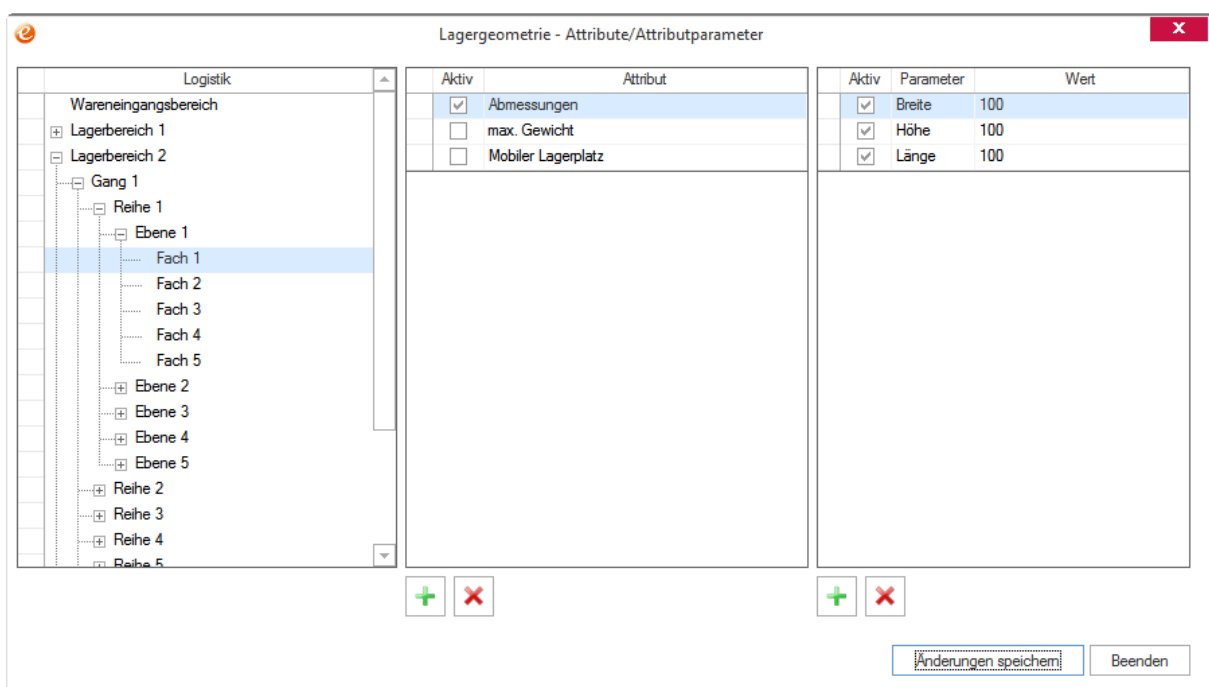 Lagergeometrie - Attribute/Attributparameter
x
Logistik
Wareneingangsbereich
Lagerbereich 1
Lagerbereich 2
Gang 1
Reihe 1
Ebene 1
Fach 1
Fach 2
Fach 3
Fach 4
Fach 5
Ebene 2
Ebene 3
Ebene 4
Ebene 5
Reihe 2
Reihe 3
Reihe 4
Reihe 5
Aktiv Attribut
Abmessungen
max. Gewicht
Mobiler Lagerplatz
Aktiv Parameter Wert
Breite 100
Höhe 100
Länge 100
Änderungen speichern Beenden